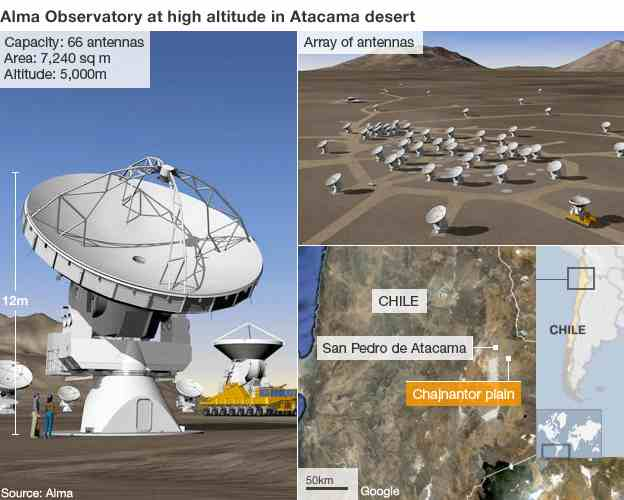 Alma Observatory at high altitude in Atacama desert
Capacity: 66 antennas
Area: 7,240 sq m
Altitude: 5,000m
12m
Source: Alma
Array of antennas
CHILE
San Pedro de Atacama
Chajnantor plain
CHILE
50km
Google